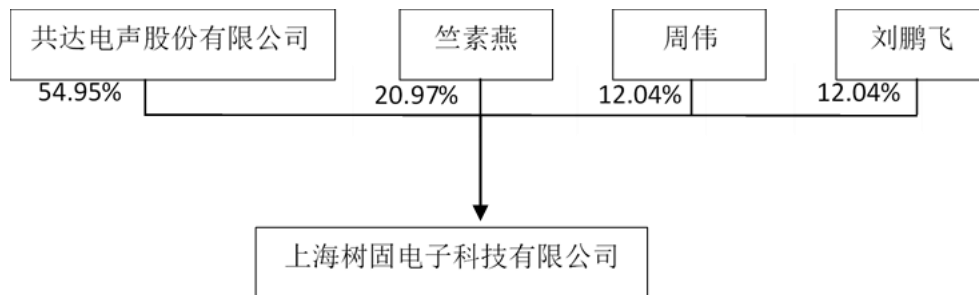 共达电声股份有限公司
竺素燕
周伟
刘鹏飞
54.95%
20.97%
12.04%
12.04%
上海树固电子科技有限公司